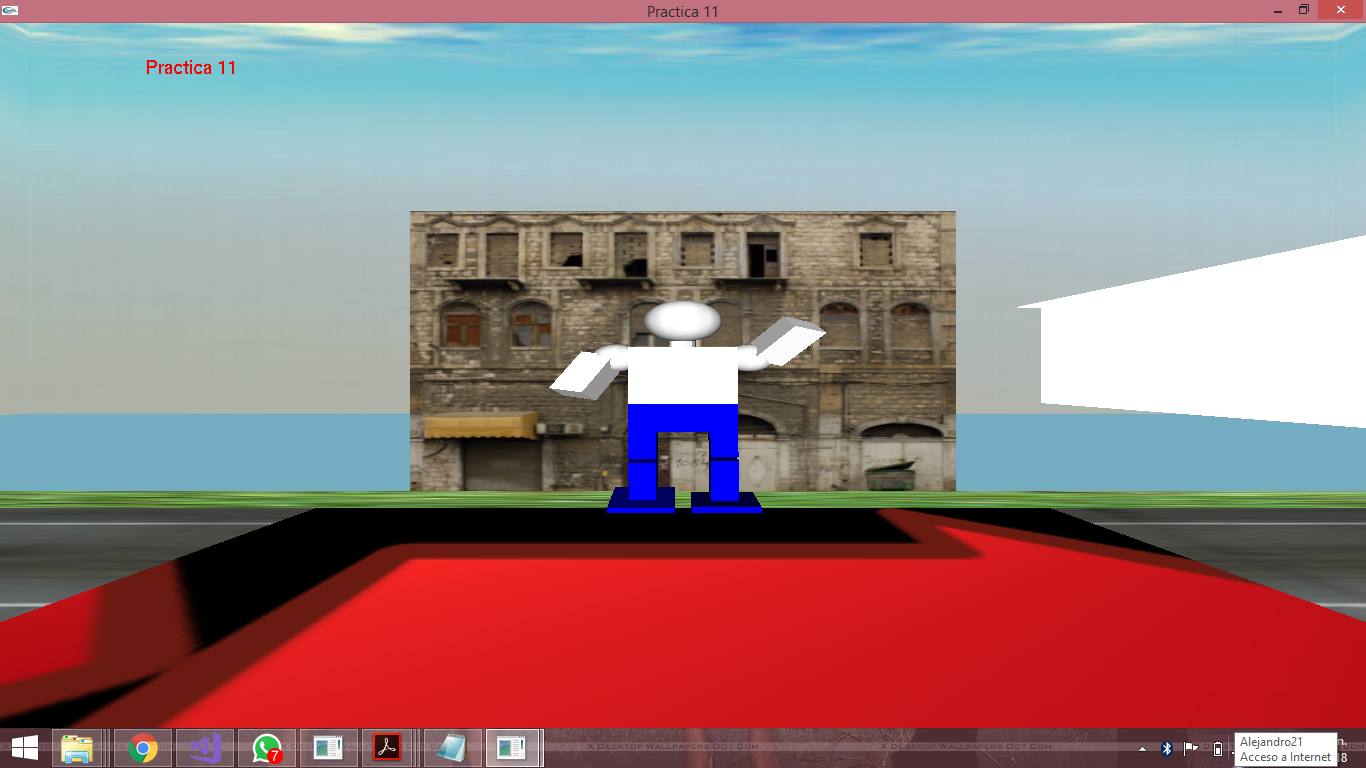 Practica 11
Practica 11
7
X Desktop Wallpapers Dot Com
X Desktop Wallpapers Dot Com
Alejandro21
Acceso a Internet